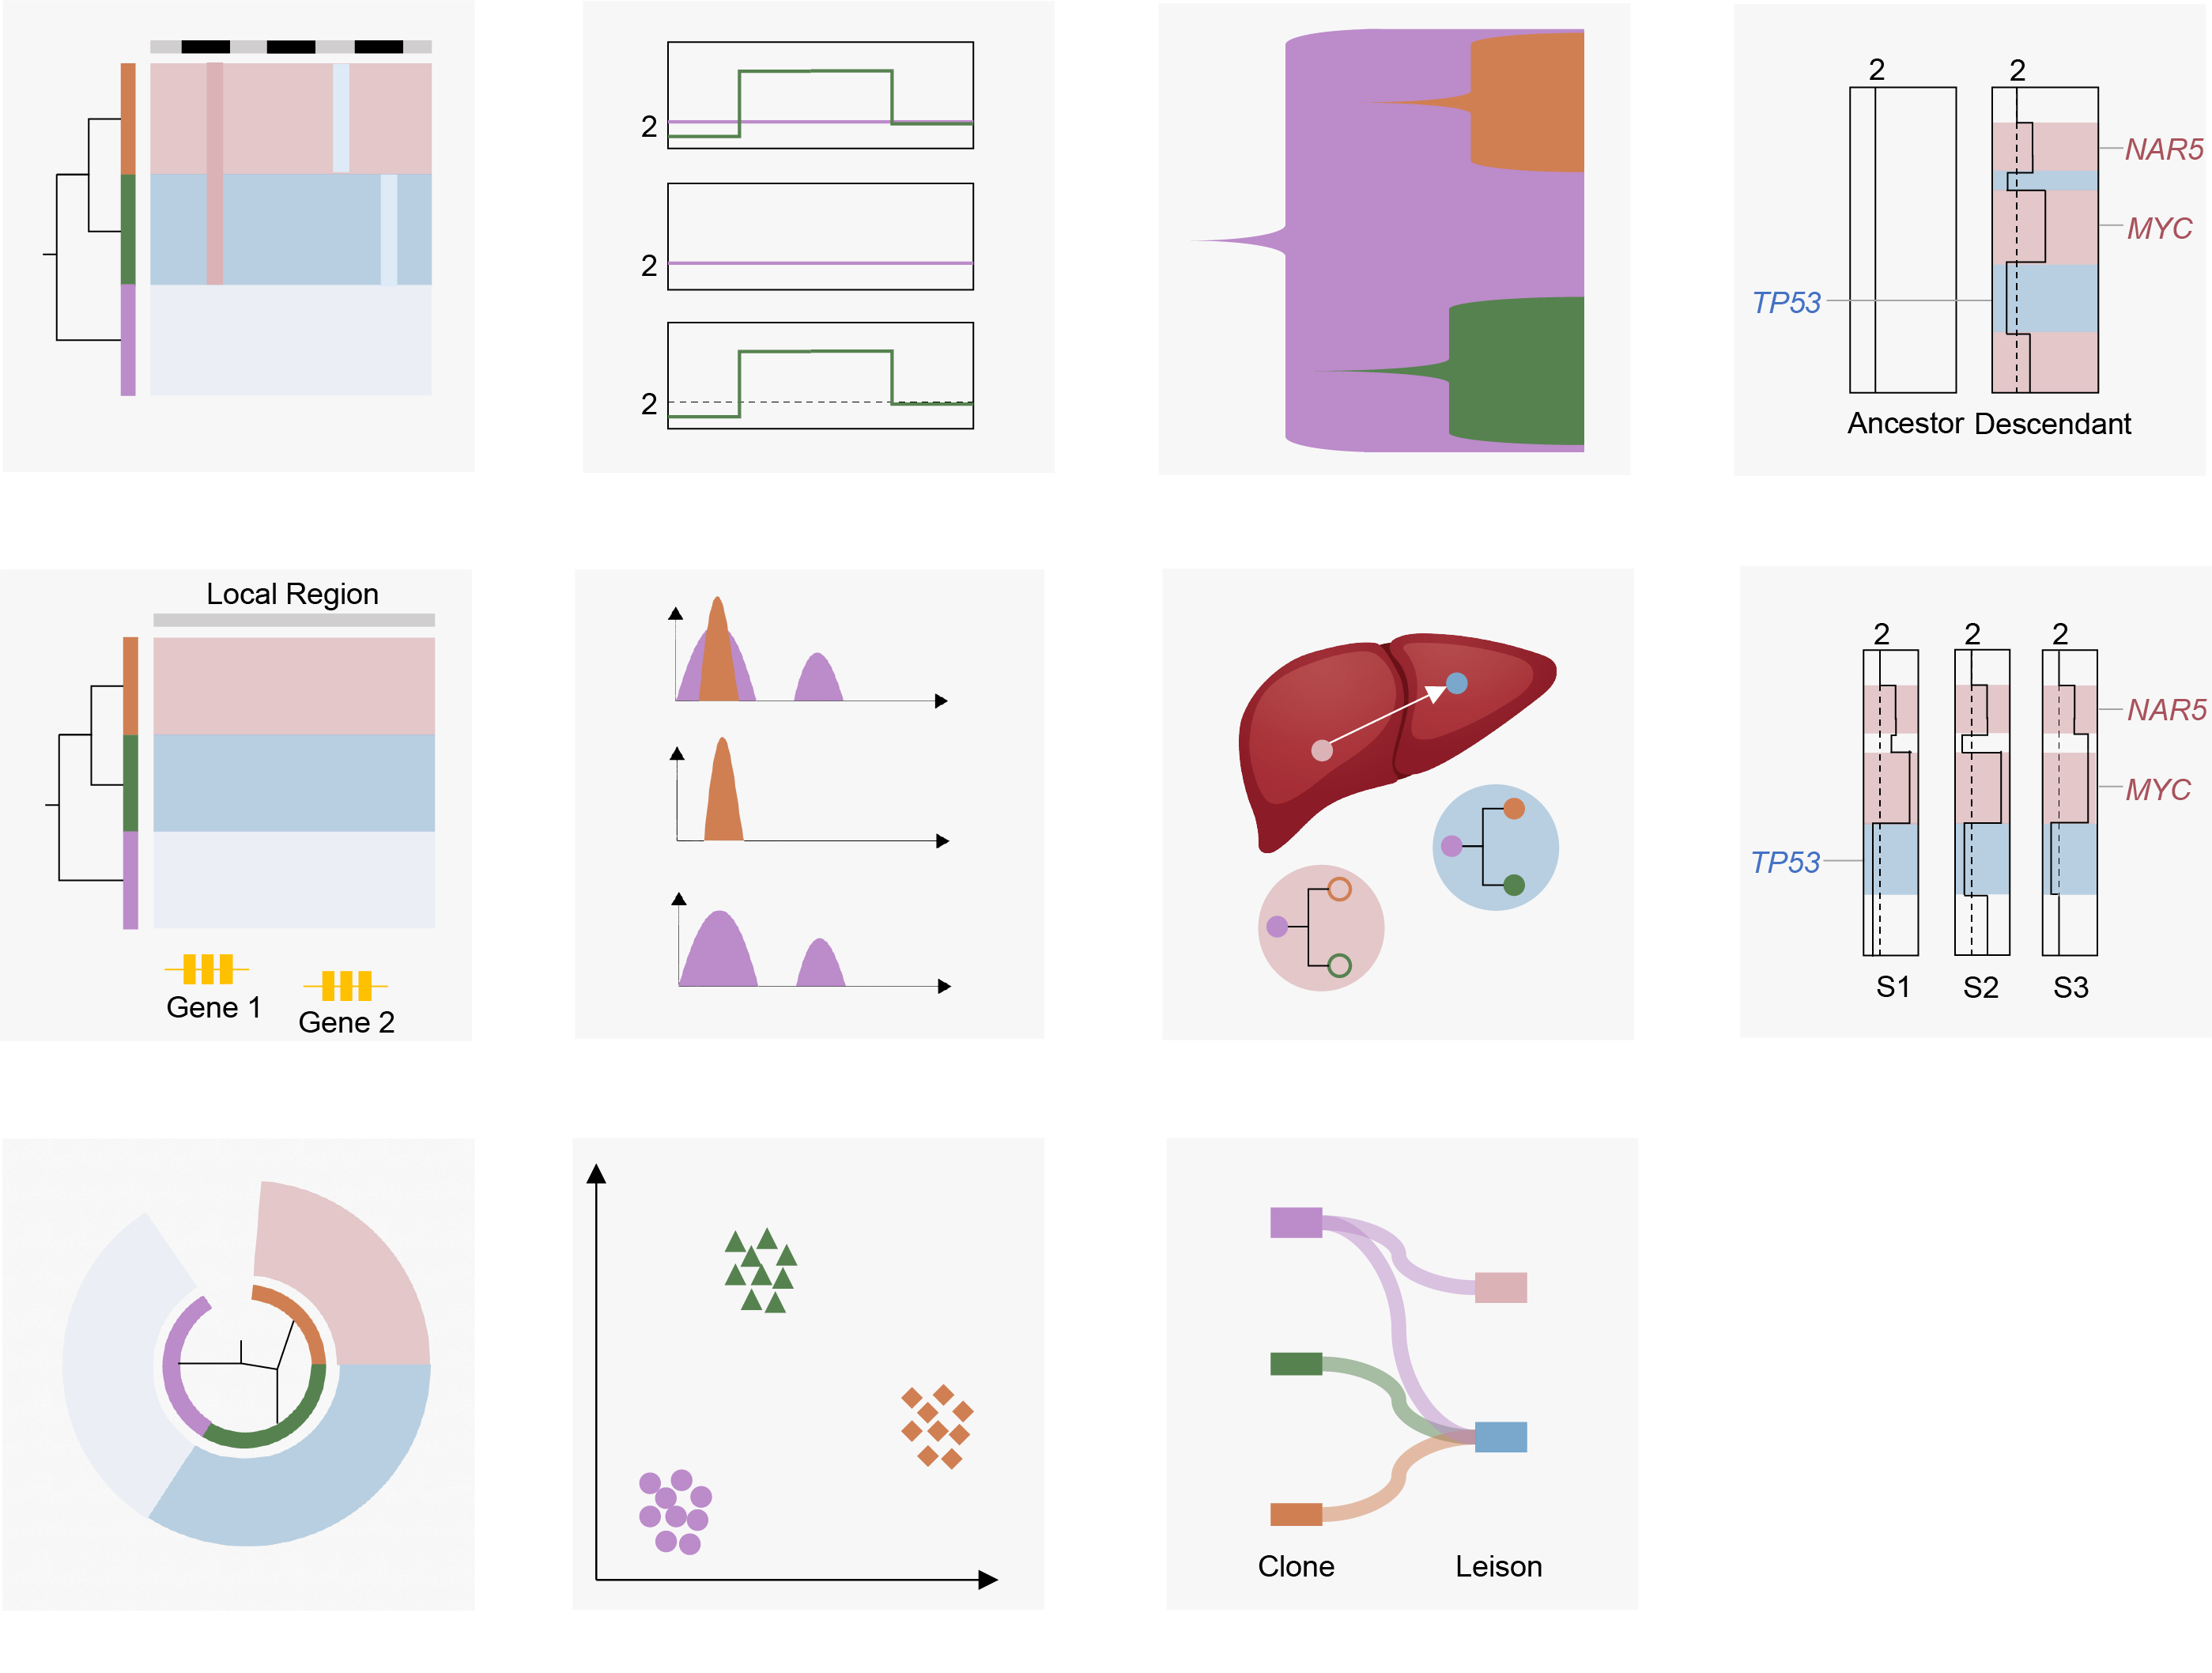 2
2
2
2
2
NAR5
MYC
TP53
Ancestor
Descendant
Local Region
Gene 1
Gene 2
2
2
2
NAR5
MYC
TP53
S1
S2
S3
Clone
Leison